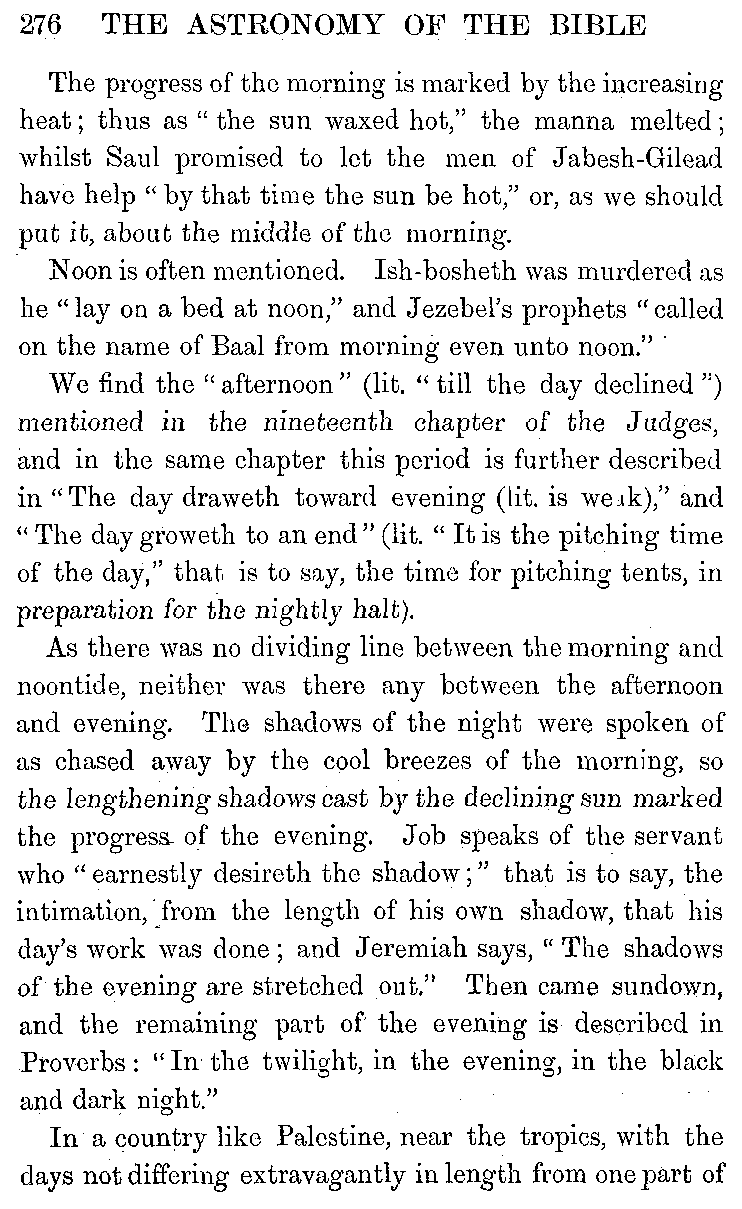 276 THE ASTRONOMY OF THE BIBLE
The progress of the morning is marked by the increasing
heat; thus as "the sun waxed hot," the manna melted;
whilst Saul promised to let the men of Jabesh-Gilead
have help "by that time the sun be hot," or, as we should
put it, about the middle of the morning.
Noon is often mentioned. Ish-bosheth was murdered as
he "lay on a bed at noon," and Jezebel's prophets "called
on the name of Baal from morning even unto noon."
We find the "afternoon" (lit. "till the day declined")
mentioned in the nineteenth chapter of the Judges,
and in the same chapter this period is further described
in "The day draweth toward evening (lit. is weak)," and
"The day groweth to an end" (lit. "It is the pitching time
of the day," that is to say, the time for pitching tents, in
preparation for the nightly halt).
As there was no dividing line between the morning and
noontide, neither was there any between the afternoon
and evening. The shadows of the night were spoken of
as chased away by the cool breezes of the morning, so
the lengthening shadows cast by the declining sun marked
the progress of the evening. Job speaks of the servant
who "earnestly desireth the shadow;" that is to say, the
intimation, from the length of his own shadow, that his
day's work was done; and Jeremiah says, "The shadows
of the evening are stretched out." Then came sundown,
and the remaining part of the evening is described in
Proverbs: "In the twilight, in the evening, in the black
and dark night."
In a country like Palestine, near the tropics, with the
days not differing extravagantly in length from one part of